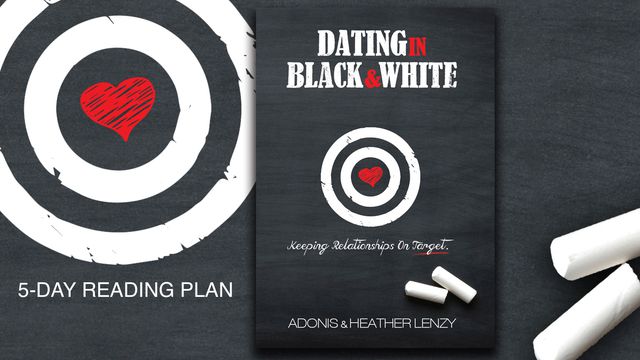 5-DAY READING PLAN
DATING IN
BLACK & WHITE
Keeping Relationships On Target.
ADONIS & HEATHER LENZY